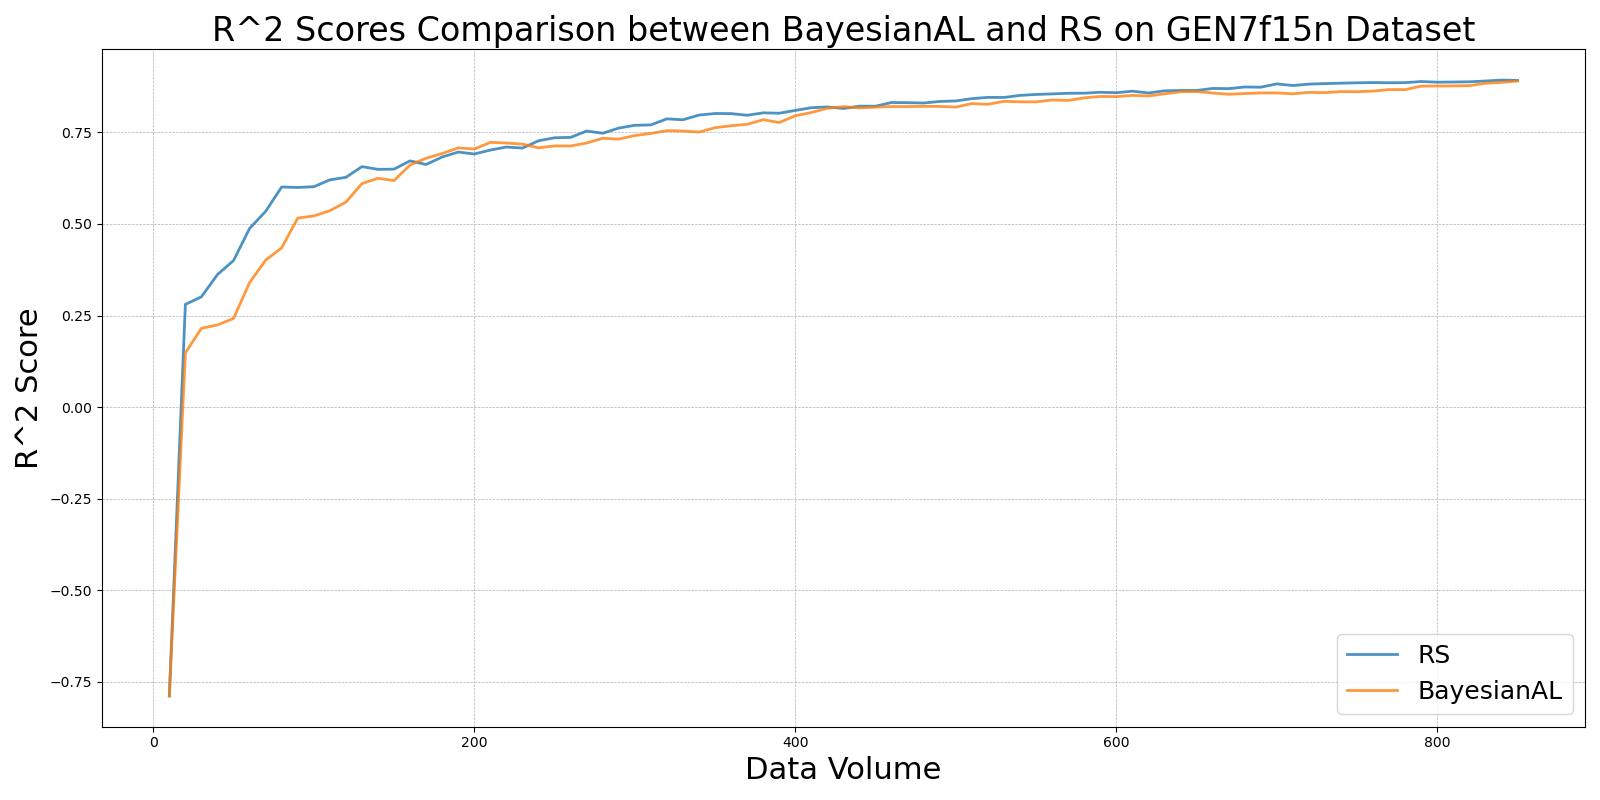 R^2 Scores Comparison between BayesianAL and RS on GEN7f15n Dataset
R^2 Score
0.75
0.50
0.25
0.00
−0.25
−0.50
−0.75
0 200 400 600 800
Data Volume
RS
BayesianAL